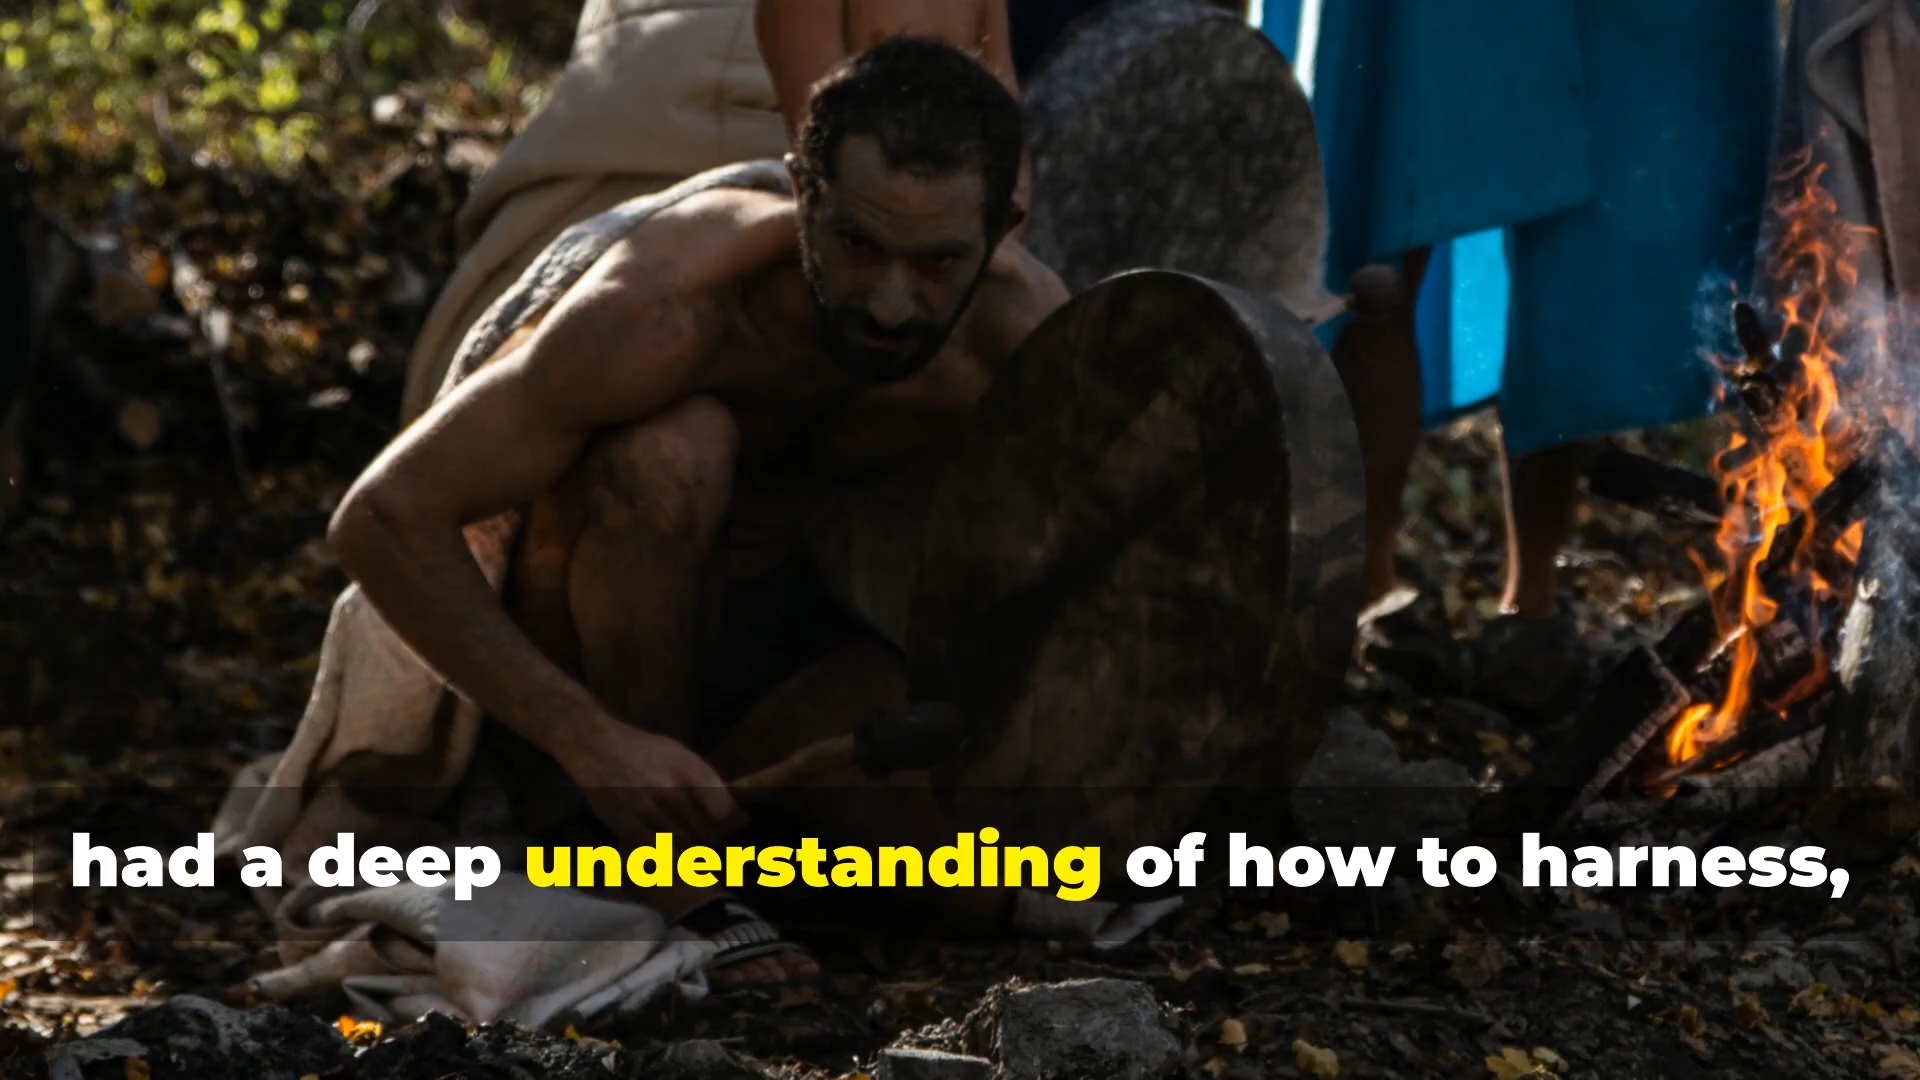 had a deep understanding of how to harness,